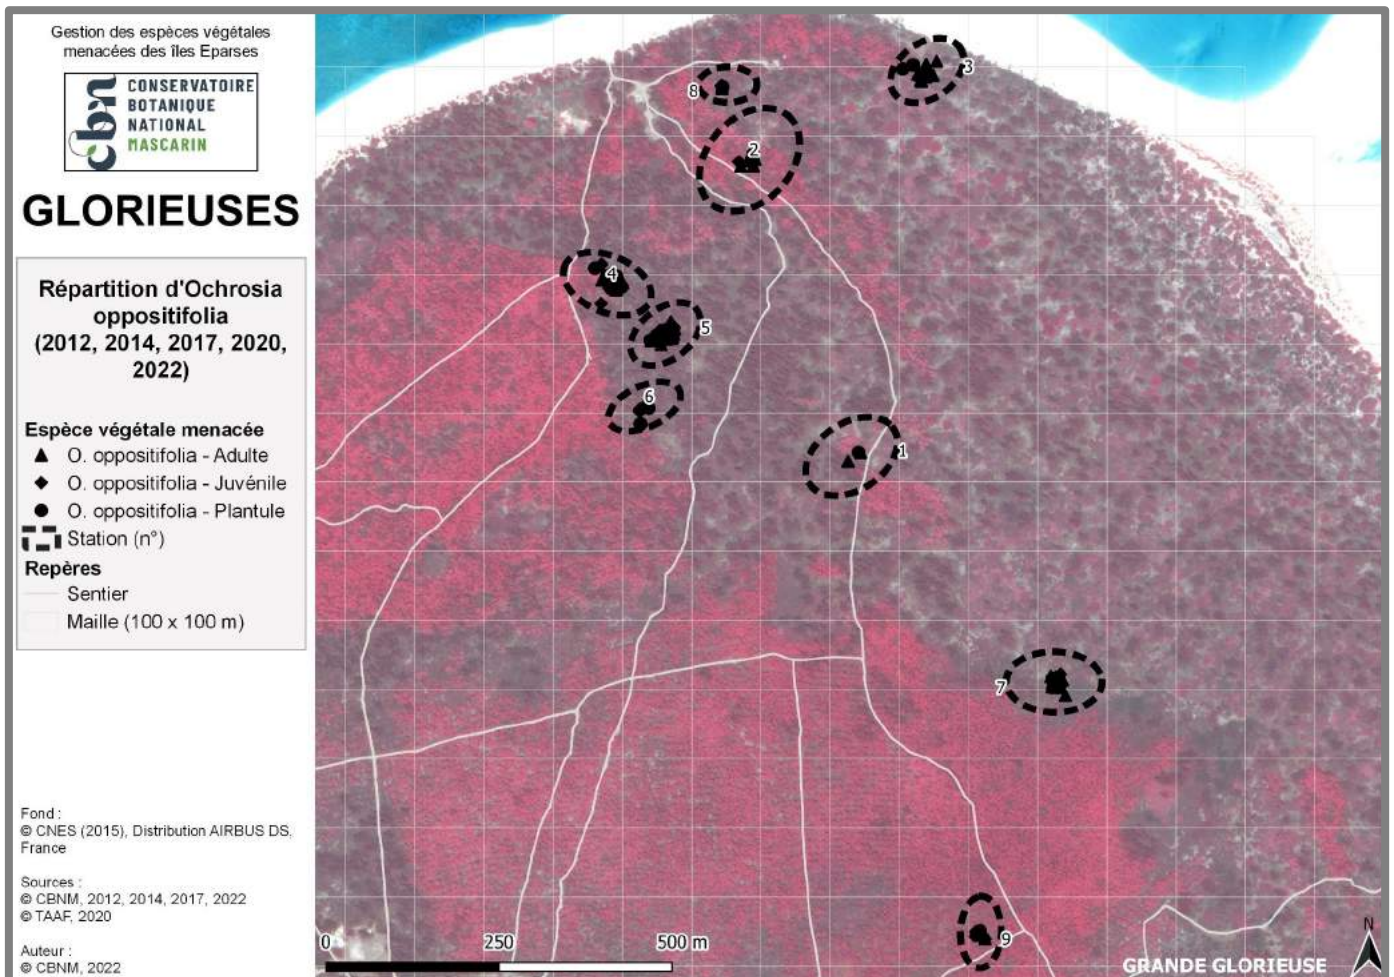 Gestion des espèces végétales
menacées des îles Eparses
cbn
CONSERVATOIRE
BOTANIQUE
NATIONAL
MASCARIN
GLORIEUSES
Répartition d'Ochrosia
oppositifolia
(2012, 2014, 2017, 2020,
2022)
Espèce végétale menacée
O. oppositifolia - Adulte
O. oppositifolia - Juvénile
O. oppositifolia - Plantule
Station (n°)
Repères
Sentier
Maille (100 x 100 m)
Fond :
© CNES (2015), Distribution AIRBUS DS,
France
Sources :
© CBNM, 2012, 2014, 2017, 2022
© TAAF, 2020
Auteur :
© CBNM, 2022
3
8
2
4
5
6
1
7
9
0 250 500 m
N
GRANDE GLORIEUSE